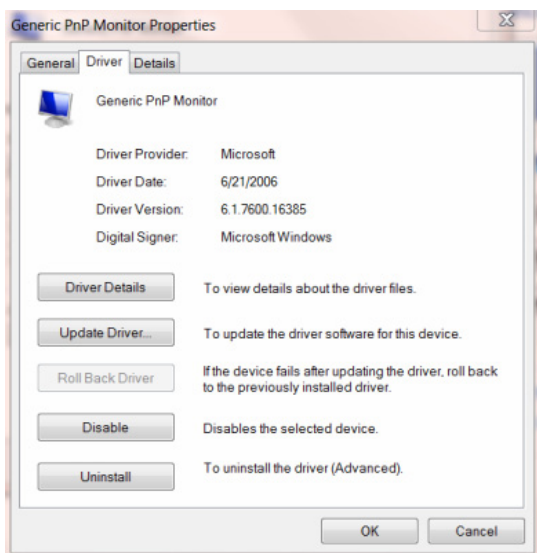 Generic PnP Monitor Properties
General Driver Details
Generic PnP Monitor
Driver Provider: Microsoft
Driver Date: 6/21/2006
Driver Version: 6.1.7600.16385
Digital Signer: Microsoft Windows
Driver Details To view details about the driver files.
Update Driver... To update the driver software for this device.
Roll Back Driver If the device fails after updating the driver, roll back
to the previously installed driver.
Disable Disables the selected device.
Uninstall To uninstall the driver (Advanced).
OK Cancel